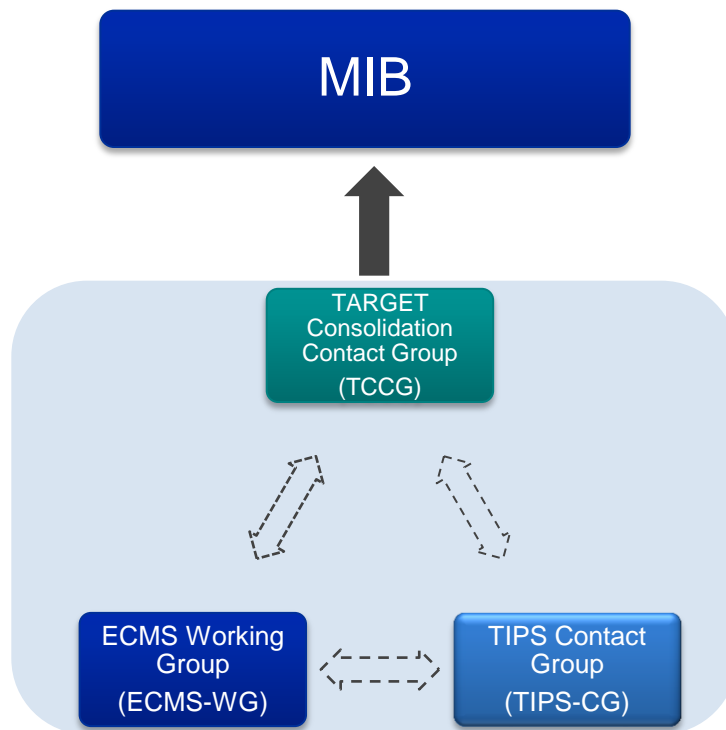 MIB
TARGET
Consolidation
Contact Group
(TCCG)
ECMS Working
Group
(ECMS-WG)
TIPS Contact
Group
(TIPS-CG)